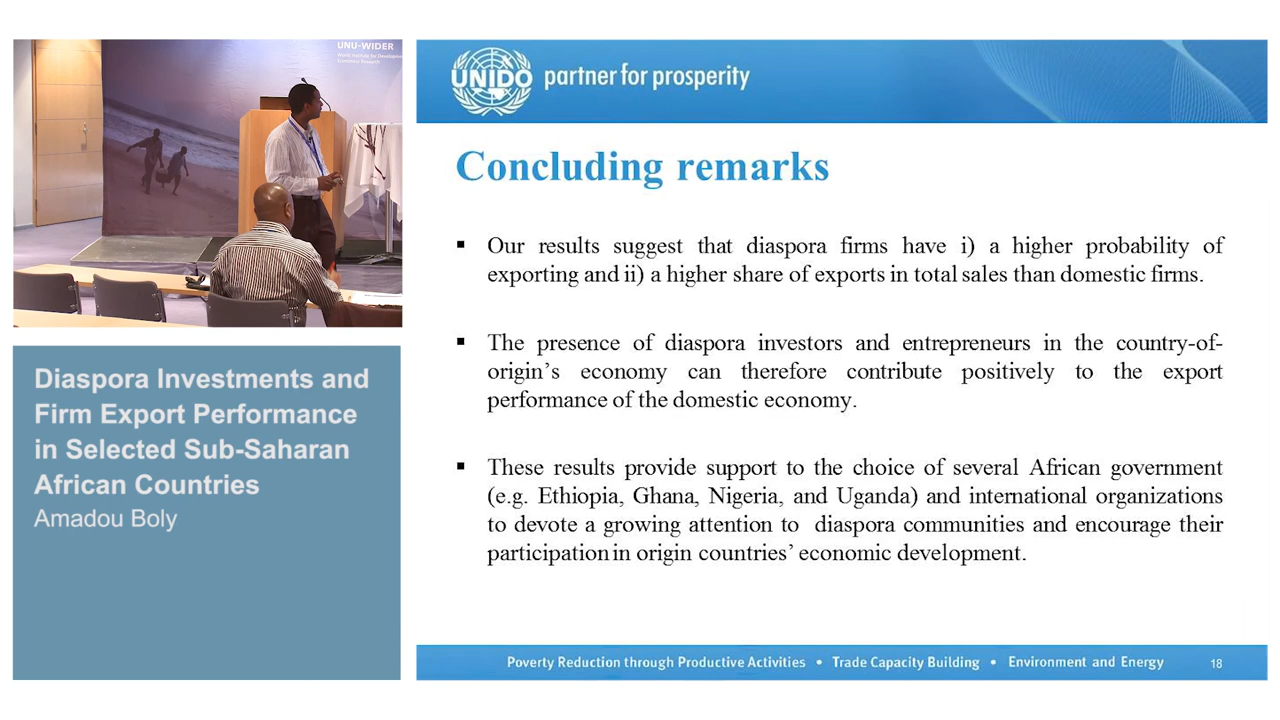 UNU-WIDER
World Institute for Development
Economics Research
Diaspora Investments and
Firm Export Performance
in Selected Sub-Saharan
African Countries
Amadou Boly
UNIDO
partner for prosperity
Concluding remarks
▪ Our results suggest that diaspora firms have i) a higher probability of
exporting and ii) a higher share of exports in total sales than domestic firms.
▪ The presence of diaspora investors and entrepreneurs in the country-of-
origin’s economy can therefore contribute positively to the export
performance of the domestic economy.
▪ These results provide support to the choice of several African government
(e.g. Ethiopia, Ghana, Nigeria, and Uganda) and international organizations
to devote a growing attention to diaspora communities and encourage their
participation in origin countries’ economic development.
Poverty Reduction through Productive Activities • Trade Capacity Building • Environment and Energy 18